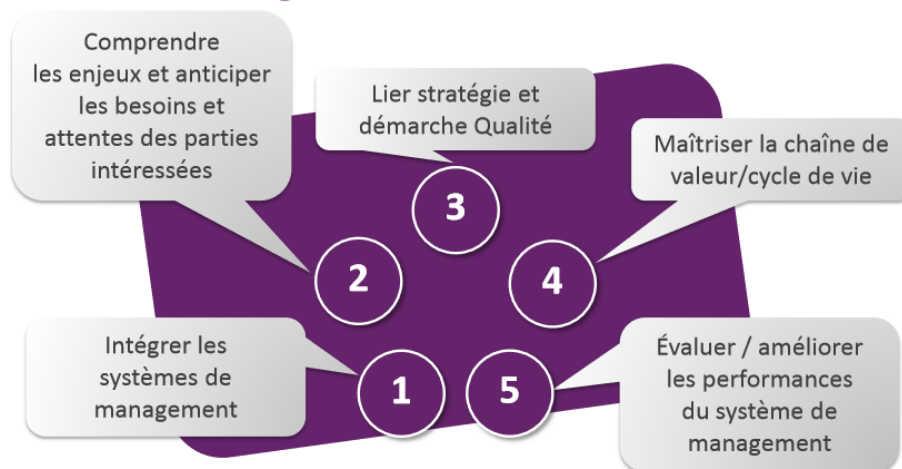 Comprendre
les enjeux et anticiper
les besoins et
attentes des parties
intéressées
Lier stratégie et
démarche Qualité
Maîtriser la chaîne de
valeur/cycle de vie
3
2
4
Intégrer les
systèmes de
management
1
5
Évaluer / améliorer
les performances
du système de
management